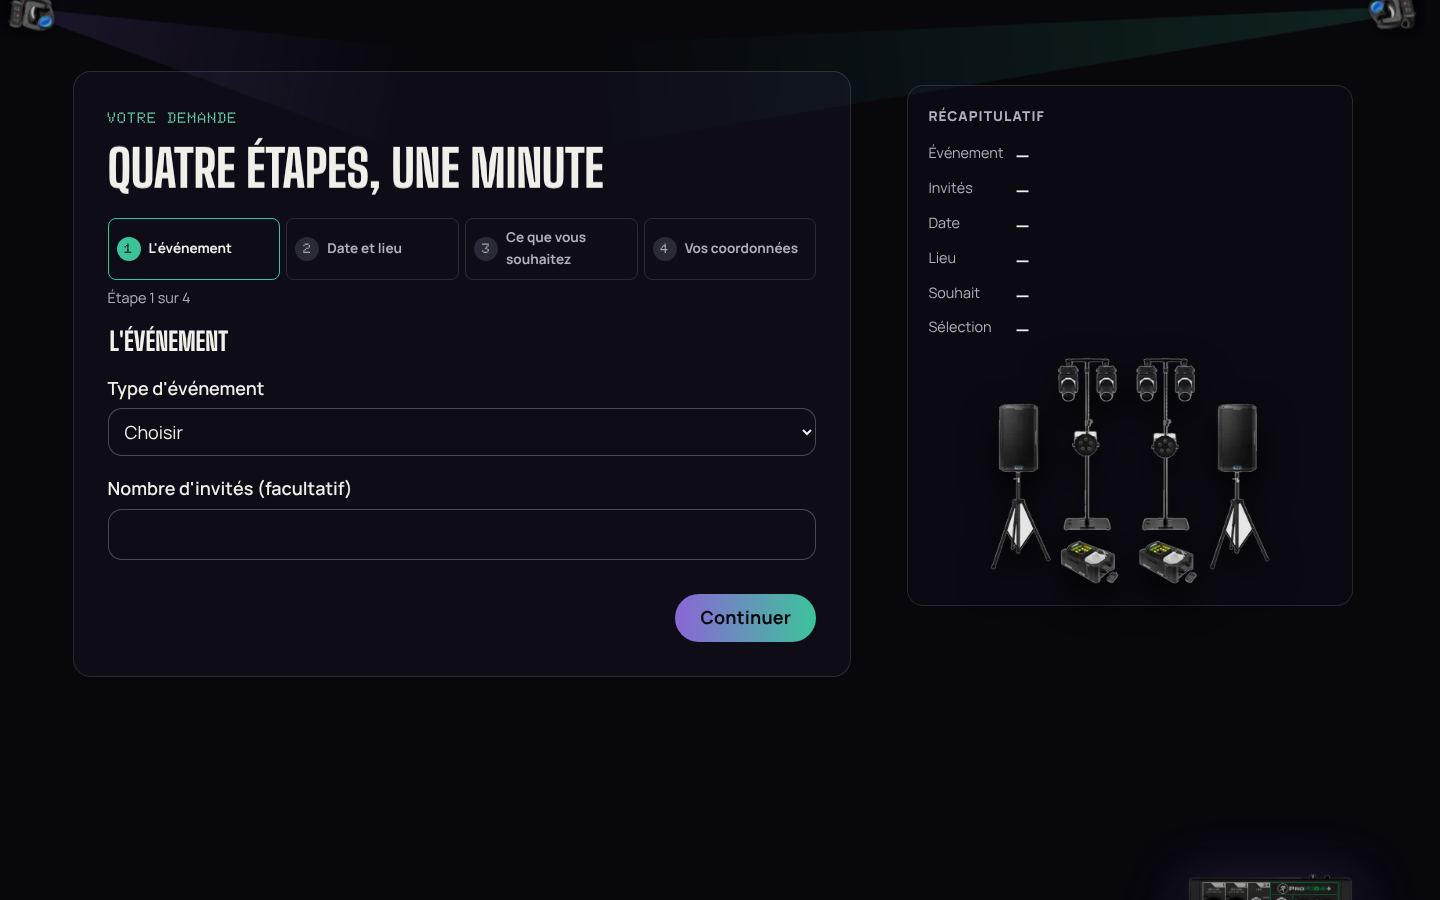 VOTRE DEMANDE
QUATRE ÉTAPES, UNE MINUTE
1 L'événement
2 Date et lieu
3 Ce que vous souhaitez
4 Vos coordonnées
Étape 1 sur 4
L'ÉVÉNEMENT
Type d'événement
Choisir
Nombre d'invités (facultatif)
Continuer
RÉCAPITULATIF
Événement —
Invités —
Date —
Lieu —
Souhait —
Sélection —